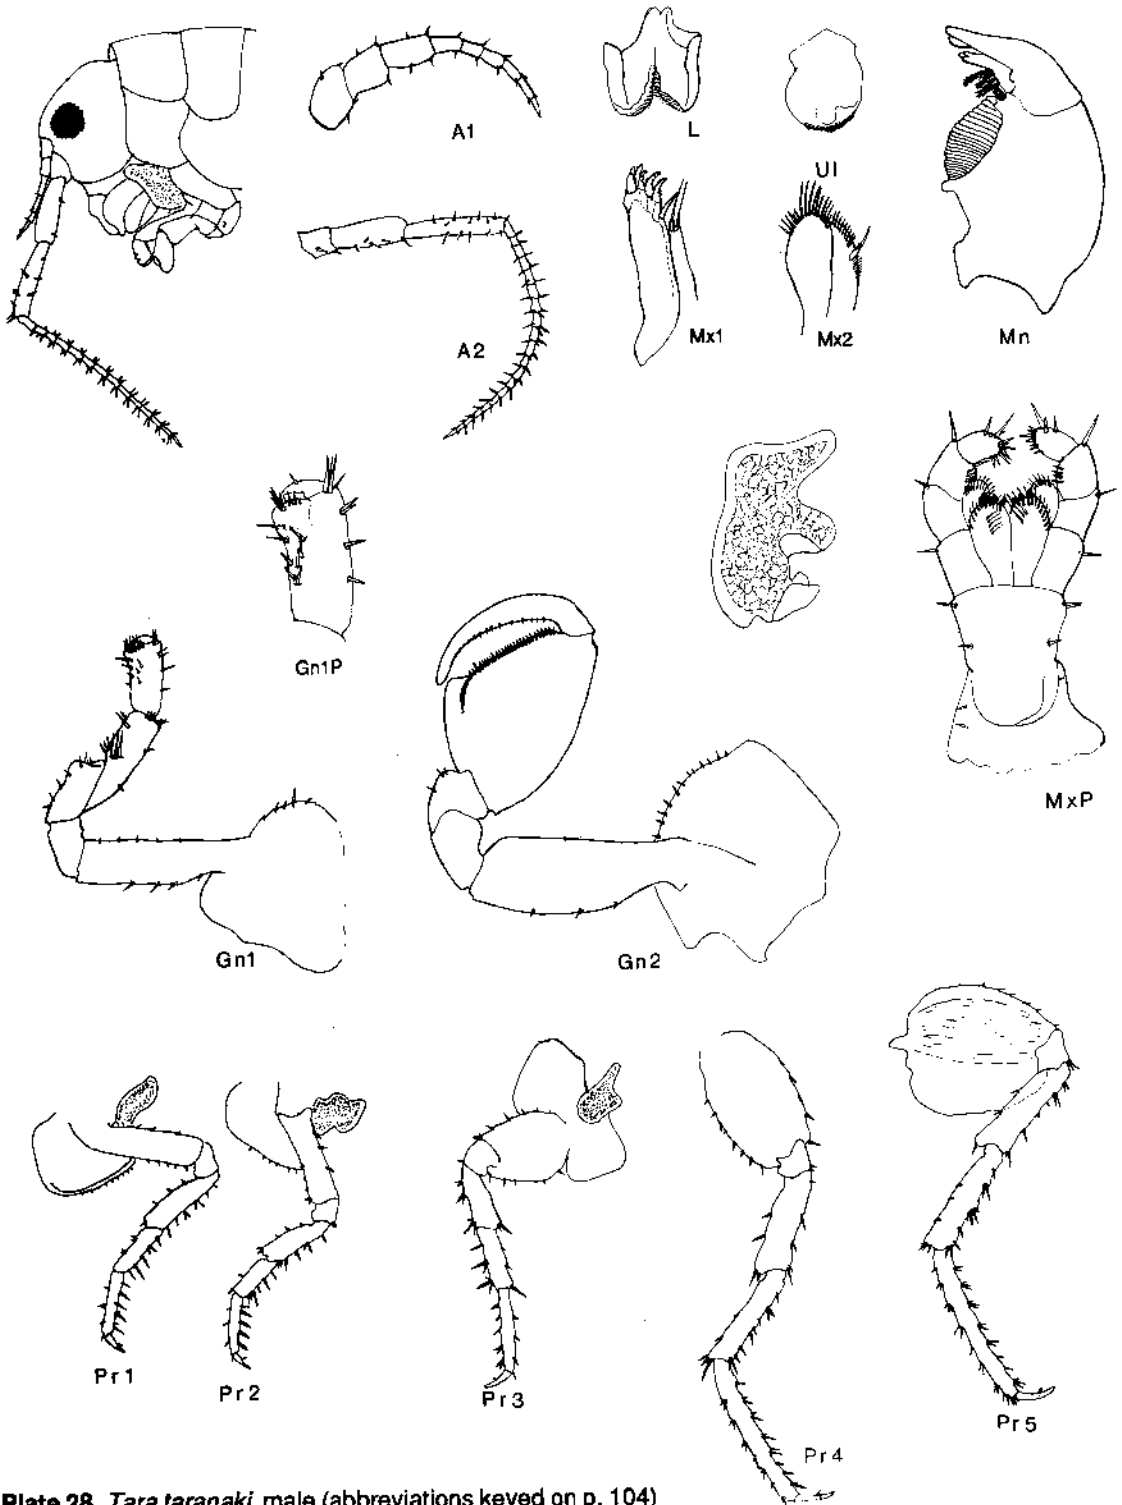 A1
L
Ul
A2
Mx1
Mx2
Mn
Gn1P
MxP
Gn1
Gn2
Pr1
Pr2
Pr3
Pr4
Pr5
Plate 28 Tara taranaki, male (abbreviations keyed on p. 104)